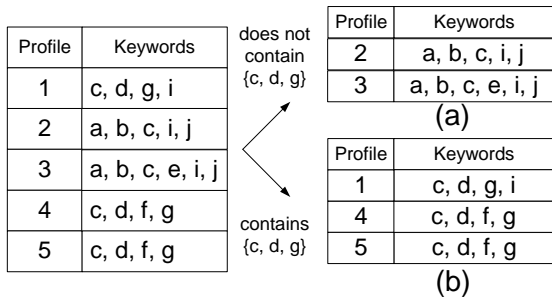 Profile Keywords
1 c, d, g, i
2 a, b, c, i, j
3 a, b, c, e, i, j
4 c, d, f, g
5 c, d, f, g
does not
contain
{c, d, g}
contains
{c, d, g}
Profile Keywords
2 a, b, c, i, j
3 a, b, c, e, i, j
(a)
Profile Keywords
1 c, d, g, i
4 c, d, f, g
5 c, d, f, g
(b)